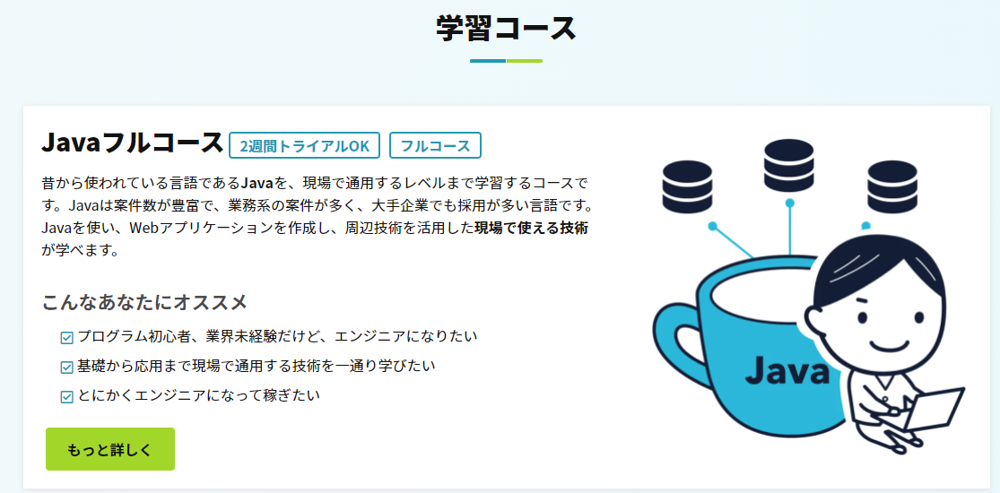 学習コース
Javaフルコース 2週間トライアルOK フルコース
昔から使われている言語であるJavaを、現場で通用するレベルまで学習するコースで
す。Javaは案件数が豊富で、業務系の案件が多く、大手企業でも採用が多い言語です。
Javaを使い、Webアプリケーションを作成し、周辺技術を活用した現場で使える技術
が学べます。
こんなあなたにオススメ
プログラム初心者、業界未経験だけど、エンジニアになりたい
基礎から応用まで現場で通用する技術を一通り学びたい
とにかくエンジニアになって稼ぎたい
もっと詳しく
Java